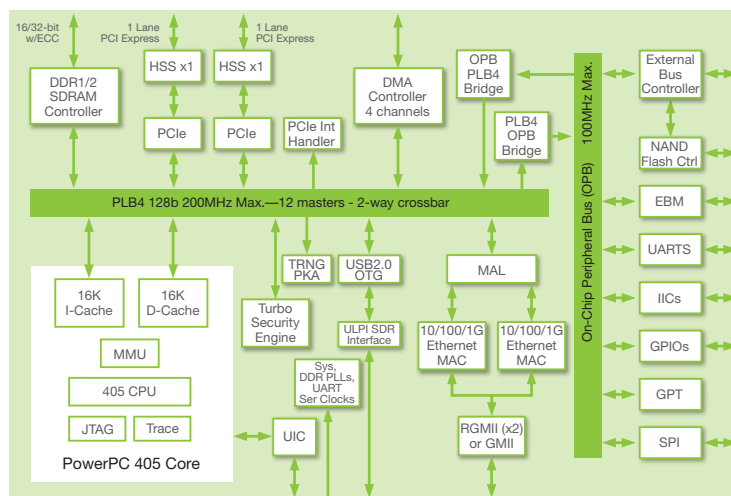 16/32-bit
w/ECC
1 Lane
PCI Express
1 Lane
PCI Express
DDR1/2
SDRAM
Controller
HSS x1
HSS x1
PCIe
PCIe
PCIe Int
Handler
DMA
Controller
4 channels
OPB
PLB4
Bridge
PLB4
OPB
Bridge
PLB4 128b 200MHz Max.—12 masters - 2-way crossbar
On-Chip Peripheral Bus (OPB) 100MHz Max.
External
Bus
Controller
NAND
Flash Ctrl
EBM
UARTS
IICs
GPIOs
GPT
SPI
16K
I-Cache
16K
D-Cache
MMU
405 CPU
JTAG
Trace
PowerPC 405 Core
Turbo
Security
Engine
TRNG
PKA
USB2.0
OTG
ULPI SDR
Interface
Sys,
DDR PLLs,
UART
Ser Clocks
UIC
MAL
10/100/1G
Ethernet
MAC
10/100/1G
Ethernet
MAC
RGMII (x2)
or GMII